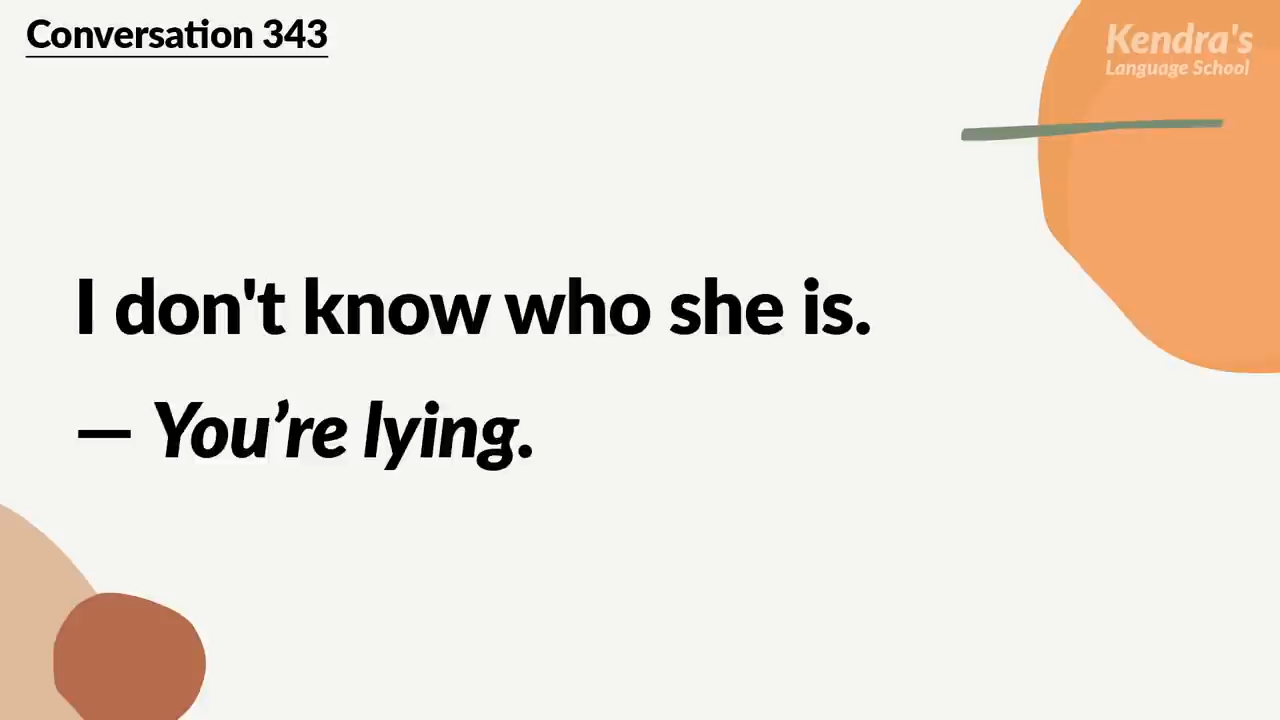 Conversation 343
Kendra's
Language School
I don't know who she is.
— You’re lying.